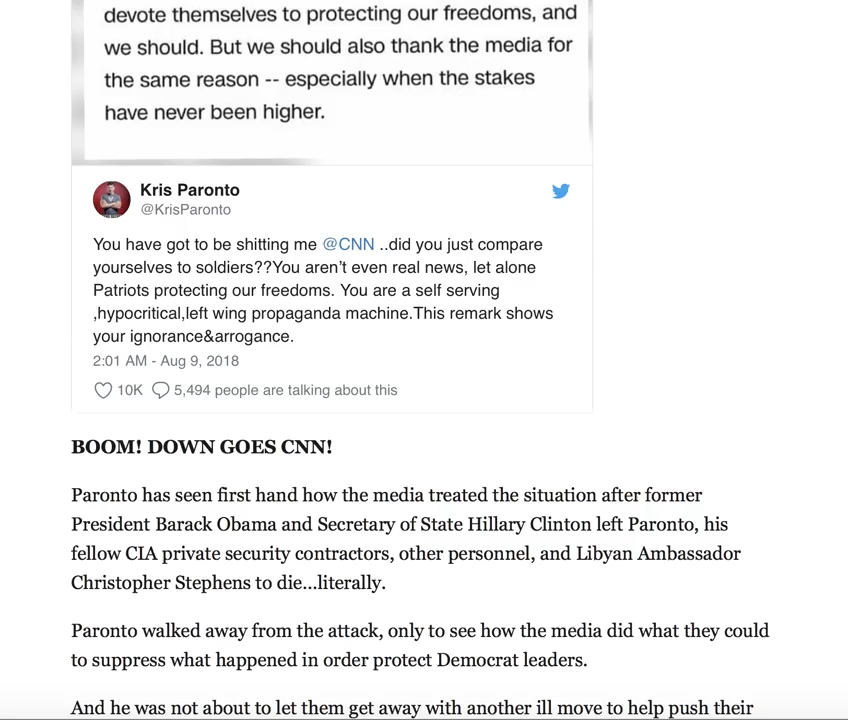 devote themselves to protecting our freedoms, and
we should. But we should also thank the media for
the same reason -- especially when the stakes
have never been higher.
Kris Paronto
@KrisParonto
You have got to be shitting me @CNN ..did you just compare
yourselves to soldiers??You aren’t even real news, let alone
Patriots protecting our freedoms. You are a self serving
,hypocritical,left wing propaganda machine.This remark shows
your ignorance&arrogance.
2:01 AM - Aug 9, 2018
10K 5,494 people are talking about this
BOOM! DOWN GOES CNN!
Paronto has seen first hand how the media treated the situation after former
President Barack Obama and Secretary of State Hillary Clinton left Paronto, his
fellow CIA private security contractors, other personnel, and Libyan Ambassador
Christopher Stephens to die...literally.
Paronto walked away from the attack, only to see how the media did what they could
to suppress what happened in order protect Democrat leaders.
And he was not about to let them get away with another ill move to help push their